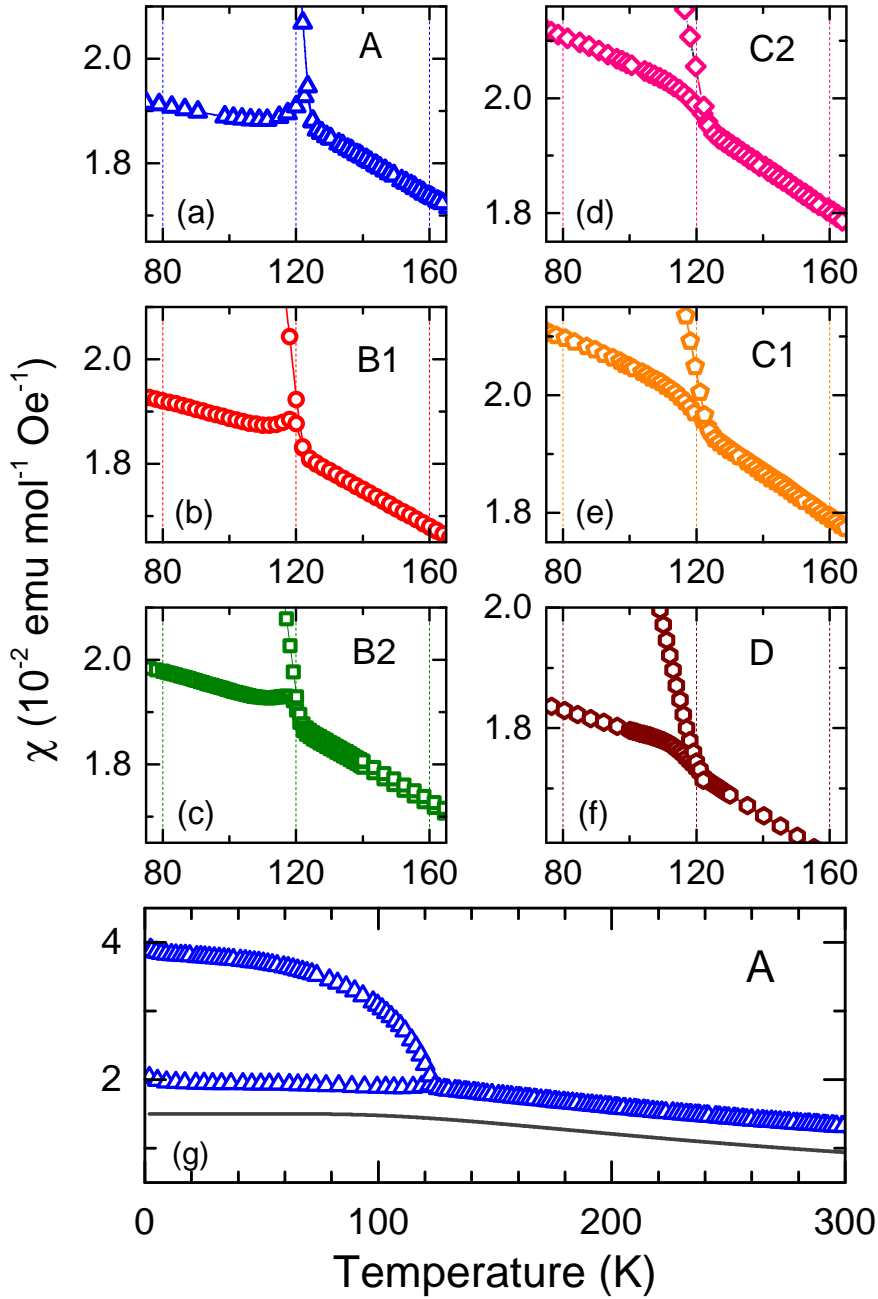 A
2.0
1.8
(a)
80 120 160
C2
2.0
1.8
(d)
80 120 160
B1
2.0
1.8
(b)
80 120 160
C1
2.0
1.8
(e)
80 120 160
B2
2.0
1.8
(c)
80 120 160
D
2.0
1.8
(f)
80 120 160
χ (10⁻² emu mol⁻¹ Oe⁻¹)
A
4
2
(g)
0 100 200 300
Temperature (K)